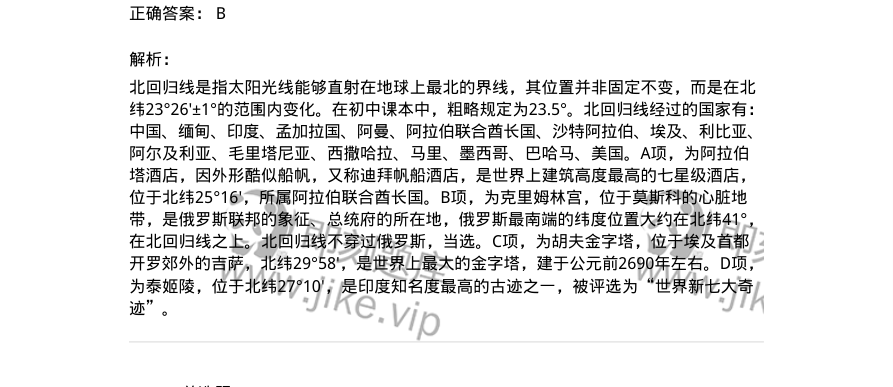 正确答案： B
解析：
北回归线是指太阳光线能够直射在地球上最北的界线，其位置并非固定不变，而是在北
纬23°26'±1°的范围内变化。在初中课本中，粗略规定为23.5°。北回归线经过的国家有：
中国、缅甸、印度、孟加拉国、阿曼、阿拉伯联合酋长国、沙特阿拉伯、埃及、利比亚、
阿尔及利亚、毛里塔尼亚、西撒哈拉、马里、墨西哥、巴哈马、美国。A项，为阿拉伯
塔酒店，因外形酷似船帆，又称迪拜帆船酒店，是世界上建筑高度最高的七星级酒店，
位于北纬25°16'，所属阿拉伯联合酋长国。B项，为克里姆林宫，位于莫斯科的心脏地
带，是俄罗斯联邦的象征、总统府的所在地，俄罗斯最南端的纬度位置大约在北纬41°，
在北回归线之上。北回归线不穿过俄罗斯，当选。C项，为胡夫金字塔，位于埃及首都
开罗郊外的吉萨，北纬29°58'，是世界上最大的金字塔，建于公元前2690年左右。D项，
为泰姬陵，位于北纬27°10'，是印度知名度最高的古迹之一，被评选为“世界新七大奇
迹”。
www.jike.vip